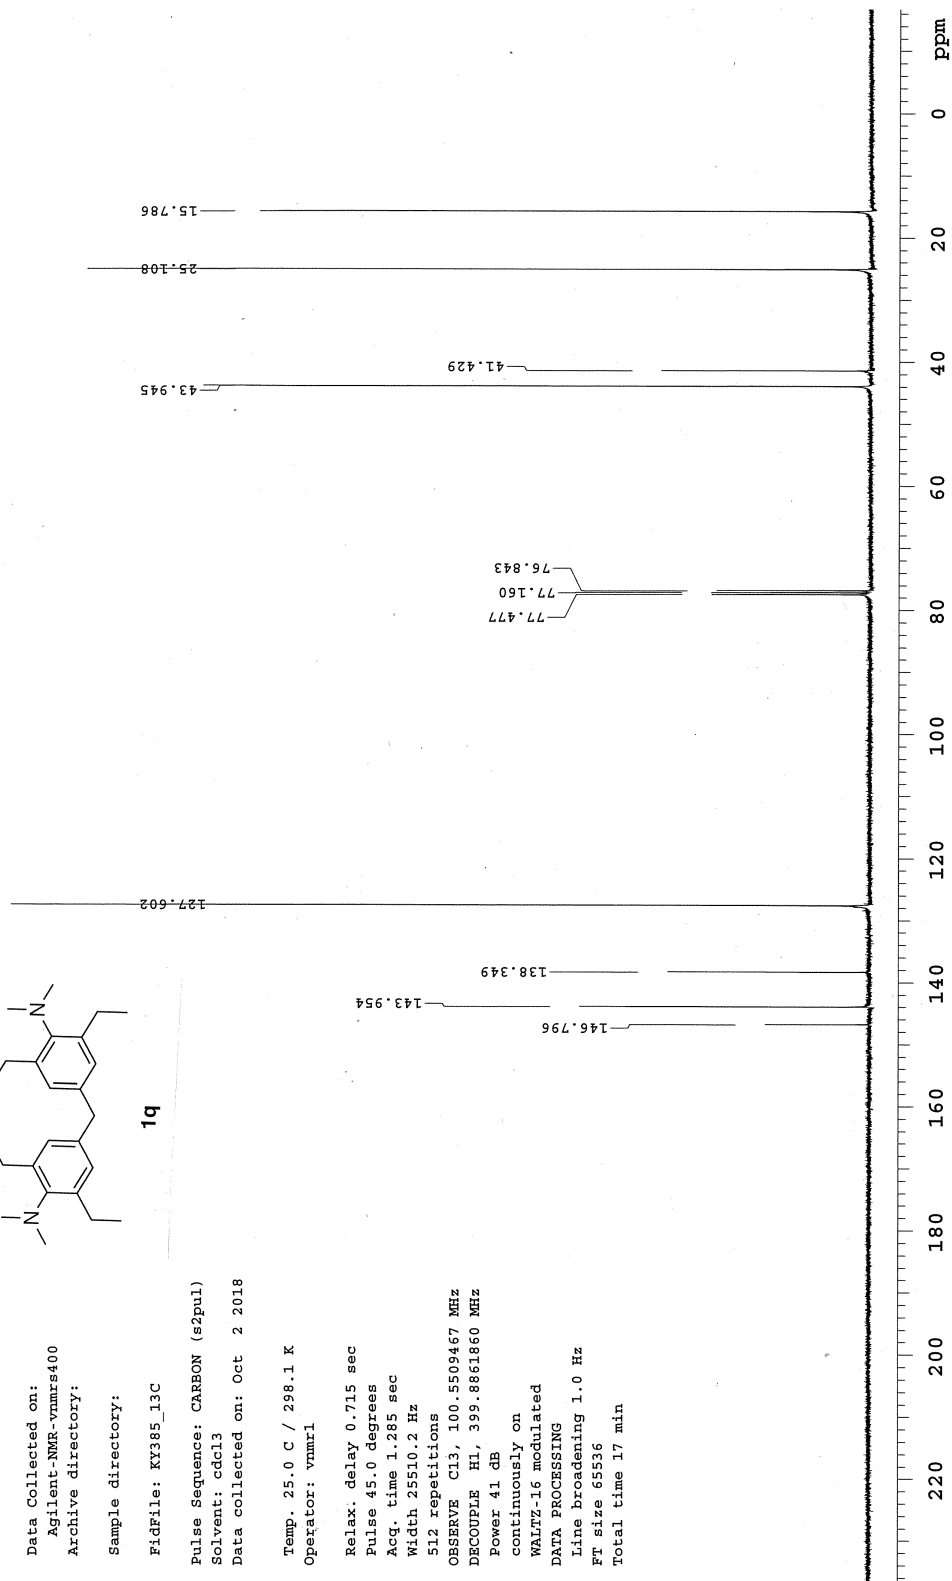 Data Collected on:
Agilent-NMR-vnmrs400
Archive directory:
Sample directory:
FidFile: KY385_13C
Pulse Sequence: CARBON (s2pul)
Solvent: cdcl3
Data collected on: Oct 2 2018
Temp. 25.0 C / 298.1 K
Operator: vnmr1
Relax. delay 0.715 sec
Pulse 45.0 degrees
Acq. time 1.285 sec
Width 25510.2 Hz
512 repetitions
OBSERVE C13, 100.5509467 MHz
DECOUPLE H1, 399.8861860 MHz
Power 41 dB
continuously on
WALTZ-16 modulated
DATA PROCESSING
Line broadening 1.0 Hz
FT size 65536
Total time 17 min
N
N
1q
146.796
143.954
138.349
127.602
77.477
77.160
76.843
43.945
41.429
25.108
15.786
220 200 180 160 140 120 100 80 60 40 20 0 ppm